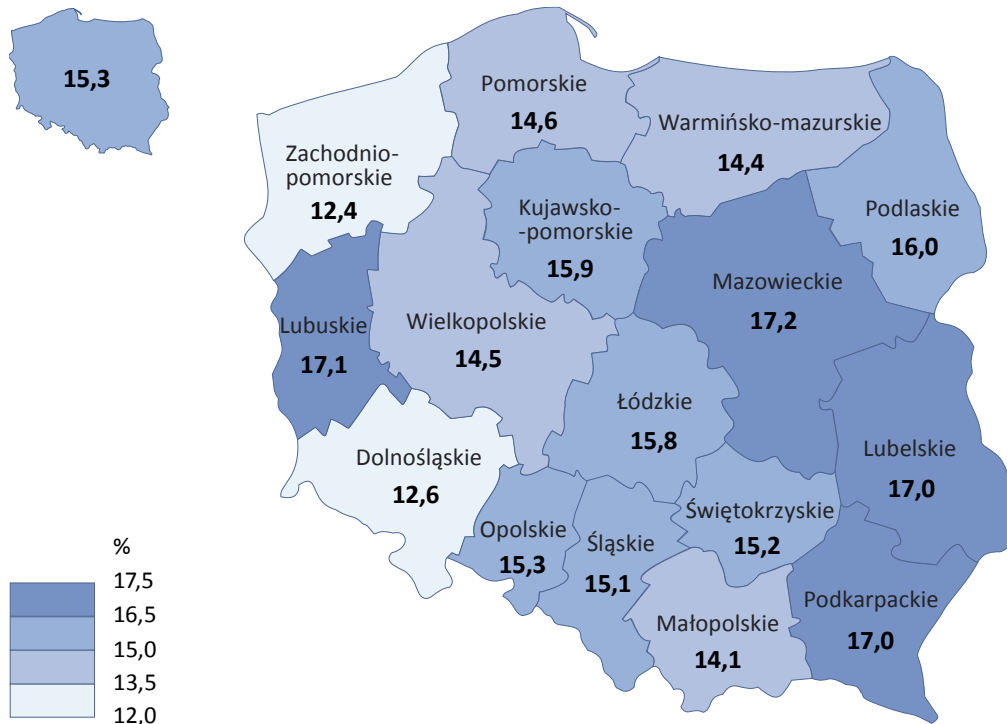 15,3
Pomorskie
14,6
Warmińsko-mazurskie
14,4
Zachodnio-
pomorskie
12,4
Kujawsko-
-pomorskie
15,9
Podlaskie
16,0
Mazowieckie
17,2
Lubuskie
17,1
Wielkopolskie
14,5
Łódzkie
15,8
Lubelskie
17,0
Dolnośląskie
12,6
Opolskie
15,3
Śląskie
15,1
Świętokrzyskie
15,2
Małopolskie
14,1
Podkarpackie
17,0
%
17,5
16,5
15,0
13,5
12,0